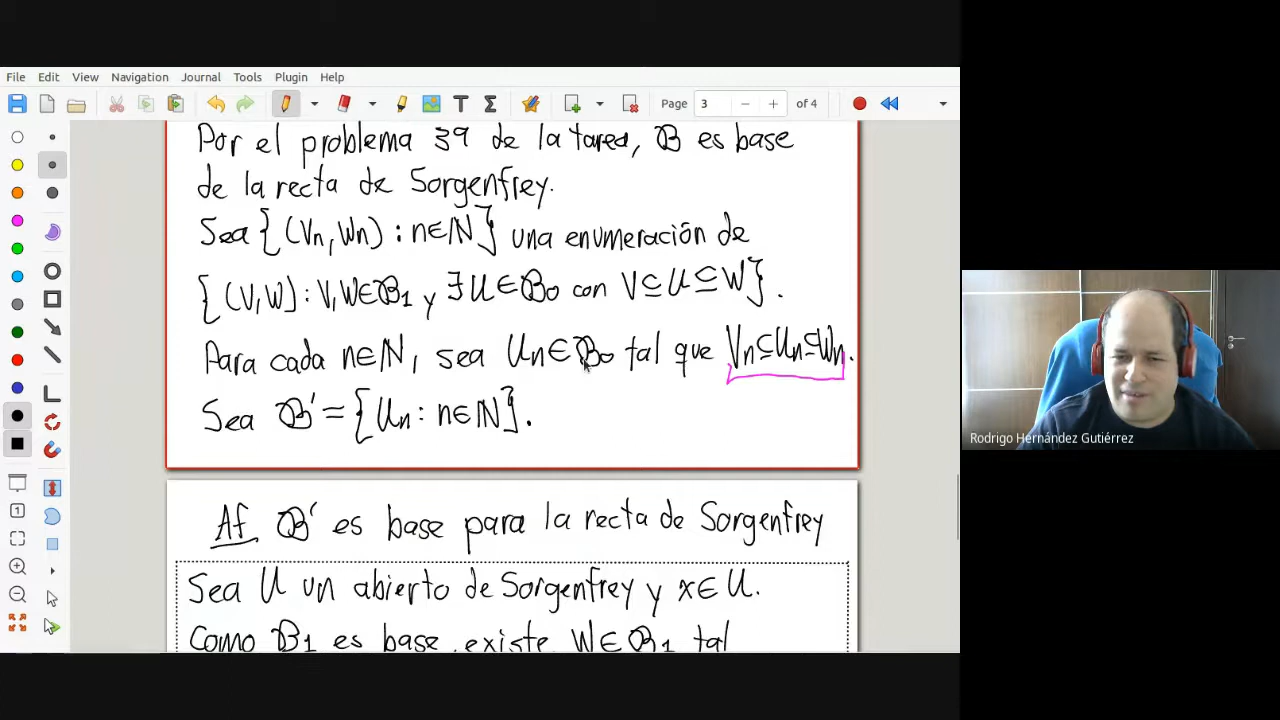 File Edit View Navigation Journal Tools Plugin Help
Page 3 of 4
Por el problema 39 de la tarea, B es base
de la recta de Sorgenfrey.
Sea {(Vn, Wn) : n∈ℕ} una enumeración de
{(V,W) : V,W∈B₁ y ∃ U∈B₀ con V⊆U⊆W}.
Para cada n∈ℕ, sea Un∈B₀ tal que Vn⊆Un⊆Wn.
Sea B' = {Un : n∈ℕ}.
Af. B' es base para la recta de Sorgenfrey
Sea U un abierto de Sorgenfrey y x∈U.
Como B₁ es base, existe W∈B₁ tal
Rodrigo Hernández Gutiérrez